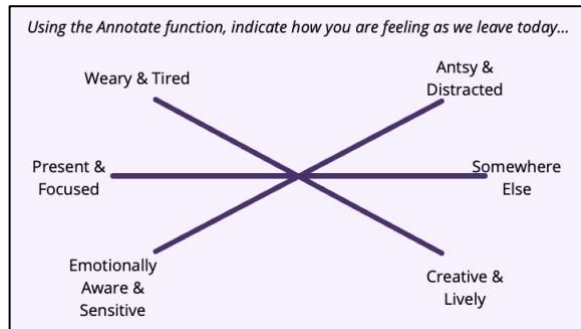 Using the Annotate function, indicate how you are feeling as we leave today...
Weary & Tired
Antsy &
Distracted
Present &
Focused
Somewhere
Else
Emotionally
Aware &
Sensitive
Creative &
Lively